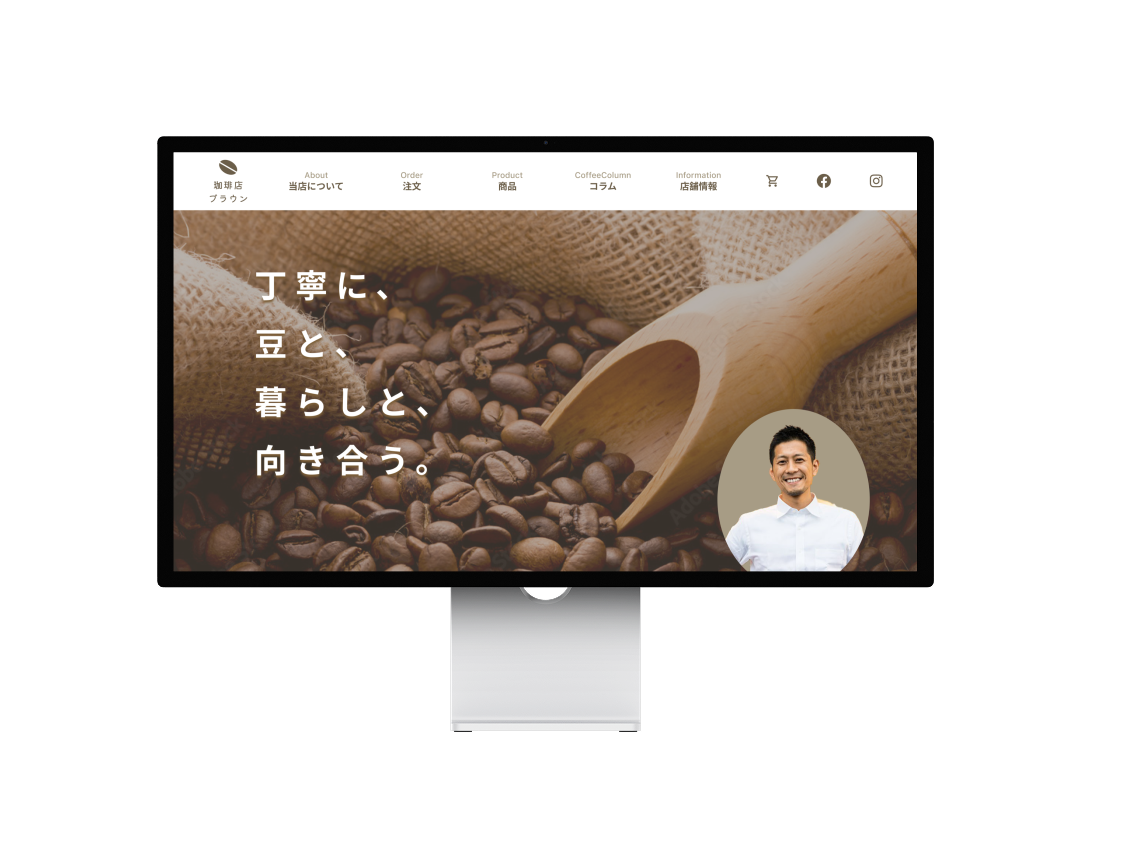 珈琲店
ブラウン
About
当店について
Order
注文
Product
商品
CoffeeColumn
コラム
Information
店舗情報
丁寧に、
豆と、
暮らしと、
向き合う。